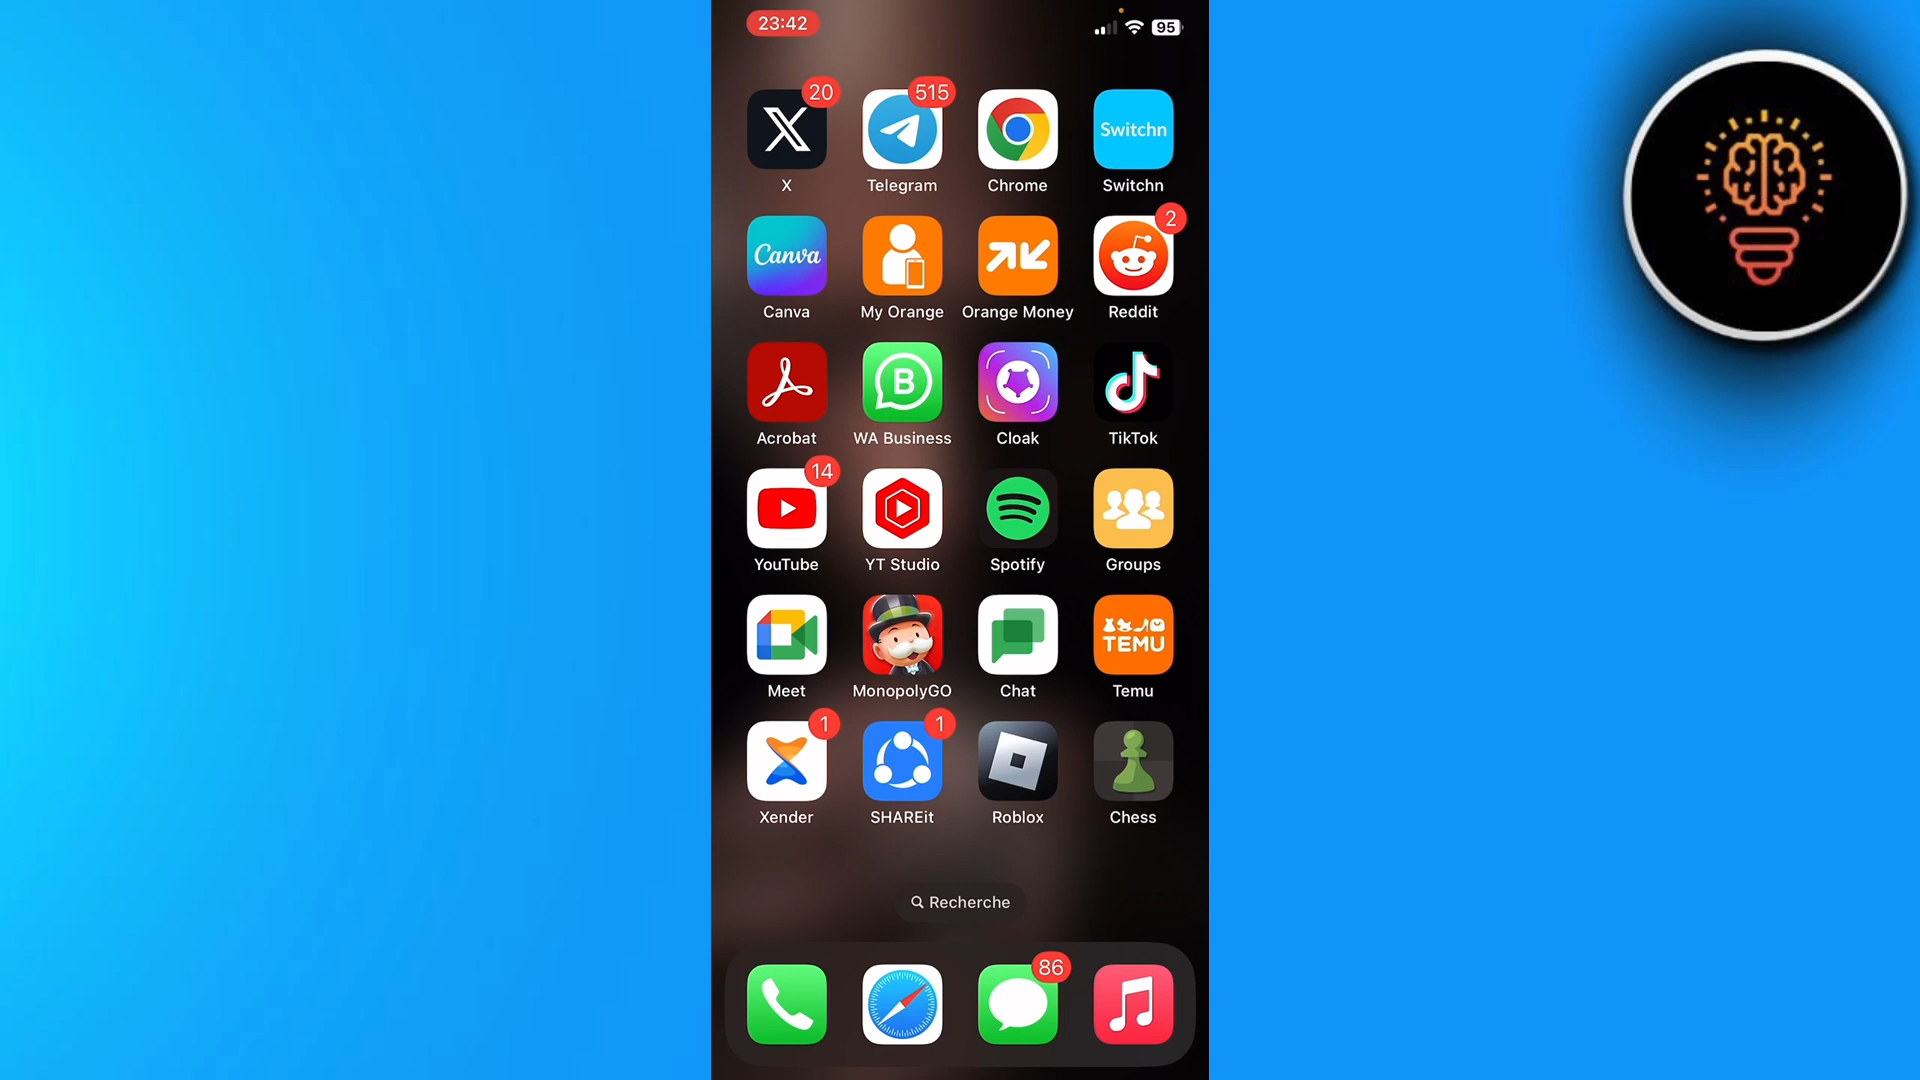 23:42 95
20 515
Switchn
X Telegram Chrome Switchn
2
Canva
Canva My Orange Orange Money Reddit
B
Acrobat WA Business Cloak TikTok
14
YouTube YT Studio Spotify Groups
TEMU
Meet MonopolyGO Chat Temu
1 1
Xender SHAREit Roblox Chess
Recherche
86